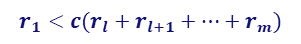 r₁ < c(rₗ + rₗ₊₁ + ⋯ + rₘ)